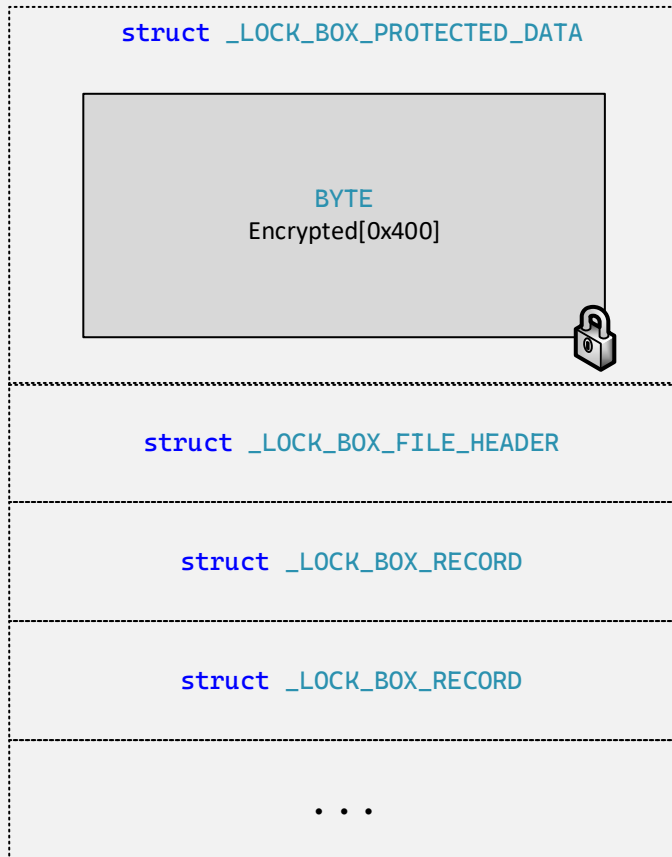 struct _LOCK_BOX_PROTECTED_DATA
BYTE
Encrypted[0x400]
struct _LOCK_BOX_FILE_HEADER
struct _LOCK_BOX_RECORD
struct _LOCK_BOX_RECORD
...